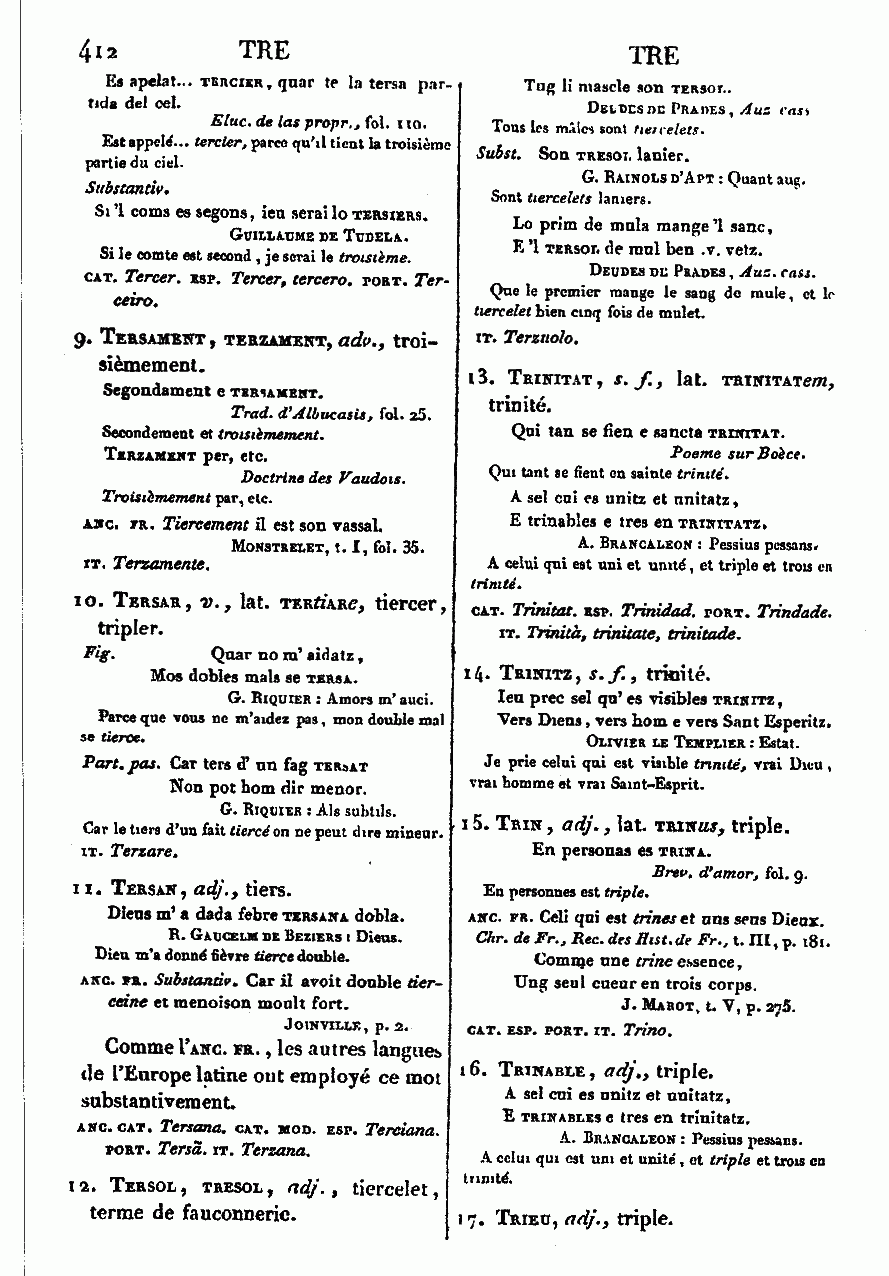 412 TRE
Es apelat... TERCIER, quar te la tersa par-
tida del cel.
Eluc. de las propr., fol. 110.
Est appelé... tercier, parce qu'il tient la troisième
partie du ciel.
Substantiv.
Si 'l coms es segons, ieu serai lo TERSIERS.
GUILLAUME DE TUDELA.
Si le comte est second, je serai le troisième.
CAT. Tercer. ESP. Tercer, tercero. PORT. Ter-
ceiro.
9. TERSAMENT, TERZAMENT, adv., troi-
sièmement.
Segondament e TERSAMENT.
Trad. d'Albucasis, fol. 25.
Secondement et troisièmement.
TERZAMENT per, etc.
Doctrine des Vaudois.
Troisièmement par, etc.
ANC. FR. Tiercement il est son vassal.
MONSTRELET, t. I, fol. 35.
IT. Terzamente.
10. TERSAR, v., lat. TERtiARe, tiercer,
tripler.
Fig. Quar no m' aidatz,
Mos dobles mals se TERSA.
G. RIQUIER : Amors m' auci.
Parce que vous ne m'aidez pas, mon double mal
se tierce.
Part. pas. Car ters d' un fag TERSAT
Non pot hom dir menor.
G. RIQUIER : Als subtils.
Car le tiers d'un fait tiercé on ne peut dire mineur.
IT. Terzare.
11. TERSAN, adj., tiers.
Dieus m' a dada febre TERSANA dobla.
R. GAUCELM DE BEZIERS : Dieus.
Dieu m'a donné fièvre tierce double.
ANC. FR. Substantiv. Car il avoit double tier-
ceine et menoison moult fort.
JOINVILLE, p. 2.
Comme l'ANC. FR., les autres langues
de l'Europe latine ont employé ce mot
substantivement.
ANC. CAT. Tersana. CAT. MOD. ESP. Terciana.
PORT. Tersã. IT. Terzana.
12. TERSOL, TRESOL, adj., tiercelet,
terme de fauconnerie.
TRE
Tug li mascle son TERSOL.
DEUDES DE PRADES, Auz. cass.
Tous les mâles sont tiercelets.
Subst. Son TRESOL lanier.
G. RAINOLS D'APT : Quant aug.
Sont tiercelets laniers.
Lo prim de mula mange 'l sanc,
E 'l TERSOL de mul ben .v. vetz.
DEUDES DE PRADES, Auz. cass.
Que le premier mange le sang de mule, et le
tiercelet bien cinq fois de mulet.
IT. Terzuolo.
13. TRINITAT, s. f., lat. TRINITATem,
trinité.
Qui tan se fien e sancta TRINITAT.
Poeme sur Boèce.
Qui tant se fient en sainte trinité.
A sel cui es unitz et unitatz,
E trinables e tres en TRINITATZ.
A. BRANCALEON : Pessius pessans.
A celui qui est uni et unité, et triple et trois en
trinité.
CAT. Trinitat. ESP. Trinidad. PORT. Trindade.
IT. Trinità, trinitate, trinitade.
14. TRINITZ, s. f., trinité.
Ieu prec sel qu' es visibles TRINITZ,
Vers Dieus, vers hom e vers Sant Esperitz.
OLIVIER LE TEMPLIER : Estat.
Je prie celui qui est visible trinité, vrai Dieu,
vrai homme et vrai Saint-Esprit.
15. TRIN, adj., lat. TRINus, triple.
En personas es TRINA.
Brev. d'amor, fol. 9.
En personnes est triple.
ANC. FR. Celi qui est trines et uns seus Dieux.
Chr. de Fr., Rec. des Hist. de Fr., t. III, p. 181.
Comme une trine essence,
Ung seul cueur en trois corps.
J. MAROT, t. V, p. 275.
CAT. ESP. PORT. IT. Trino.
16. TRINABLE, adj., triple.
A sel cui es unitz et unitatz,
E TRINABLES e tres en trinitatz.
A. BRANCALEON : Pessius pessans.
A celui qui est uni et unité, et triple et trois en
trinité.
17. TRIEU, adj., triple.